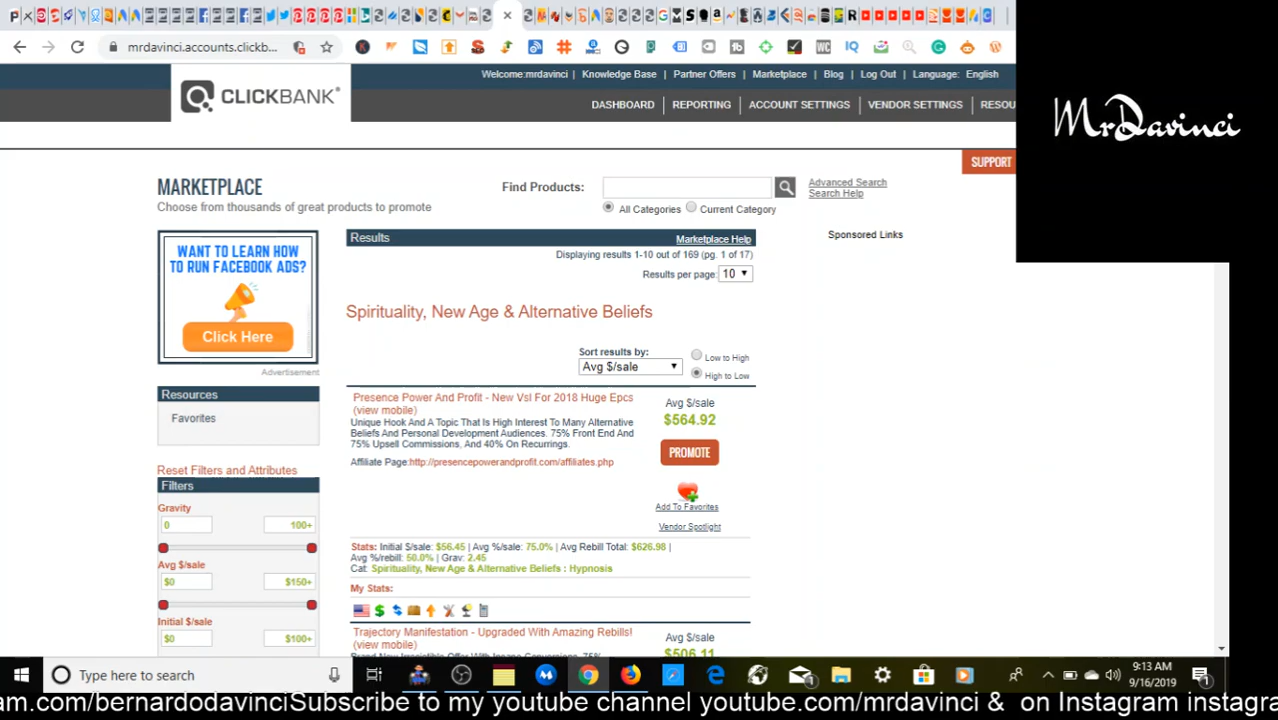 mrdavinci.accounts.clickb...
Welcome:mrdavinci | Knowledge Base | Partner Offers | Marketplace | Blog | Log Out | Language: English
CLICKBANK®
DASHBOARD | REPORTING | ACCOUNT SETTINGS | VENDOR SETTINGS | RESOU
MrDavinci
SUPPORT
MARKETPLACE
Choose from thousands of great products to promote
Find Products:
Advanced Search
Search Help
All Categories Current Category
WANT TO LEARN HOW
TO RUN FACEBOOK ADS?
Click Here
Advertisement
Results Marketplace Help
Displaying results 1-10 out of 169 (pg. 1 of 17)
Results per page: 10
Sponsored Links
Spirituality, New Age & Alternative Beliefs
Sort results by:
Avg $/sale
Low to High
High to Low
Resources
Favorites
Reset Filters and Attributes
Filters
Gravity
0 100+
Avg $/sale
$0 $150+
Initial $/sale
$0 $100+
Presence Power And Profit - New Vsl For 2018 Huge Epcs
(view mobile)
Unique Hook And A Topic That Is High Interest To Many Alternative
Beliefs And Personal Development Audiences. 75% Front End And
75% Upsell Commissions, And 40% On Recurrings.
Affiliate Page:http://presencepowerandprofit.com/affiliates.php
Avg $/sale
$564.92
PROMOTE
Add To Favorites
Vendor Spotlight
Stats: Initial $/sale: $56.45 | Avg %/sale: 75.0% | Avg Rebill Total: $626.98 |
Avg %/rebill: 50.0% | Grav: 2.45
Cat: Spirituality, New Age & Alternative Beliefs : Hypnosis
My Stats:
Trajectory Manifestation - Upgraded With Amazing Rebills!
(view mobile)
Brand New Irresistible Offer With Insane Conversions. 75%
Avg $/sale
$506.11
Type here to search
9:13 AM
9/16/2019
am.com/bernardodavinciSubscribe to my youtube channel youtube.com/mrdavinci & on Instagram instagra